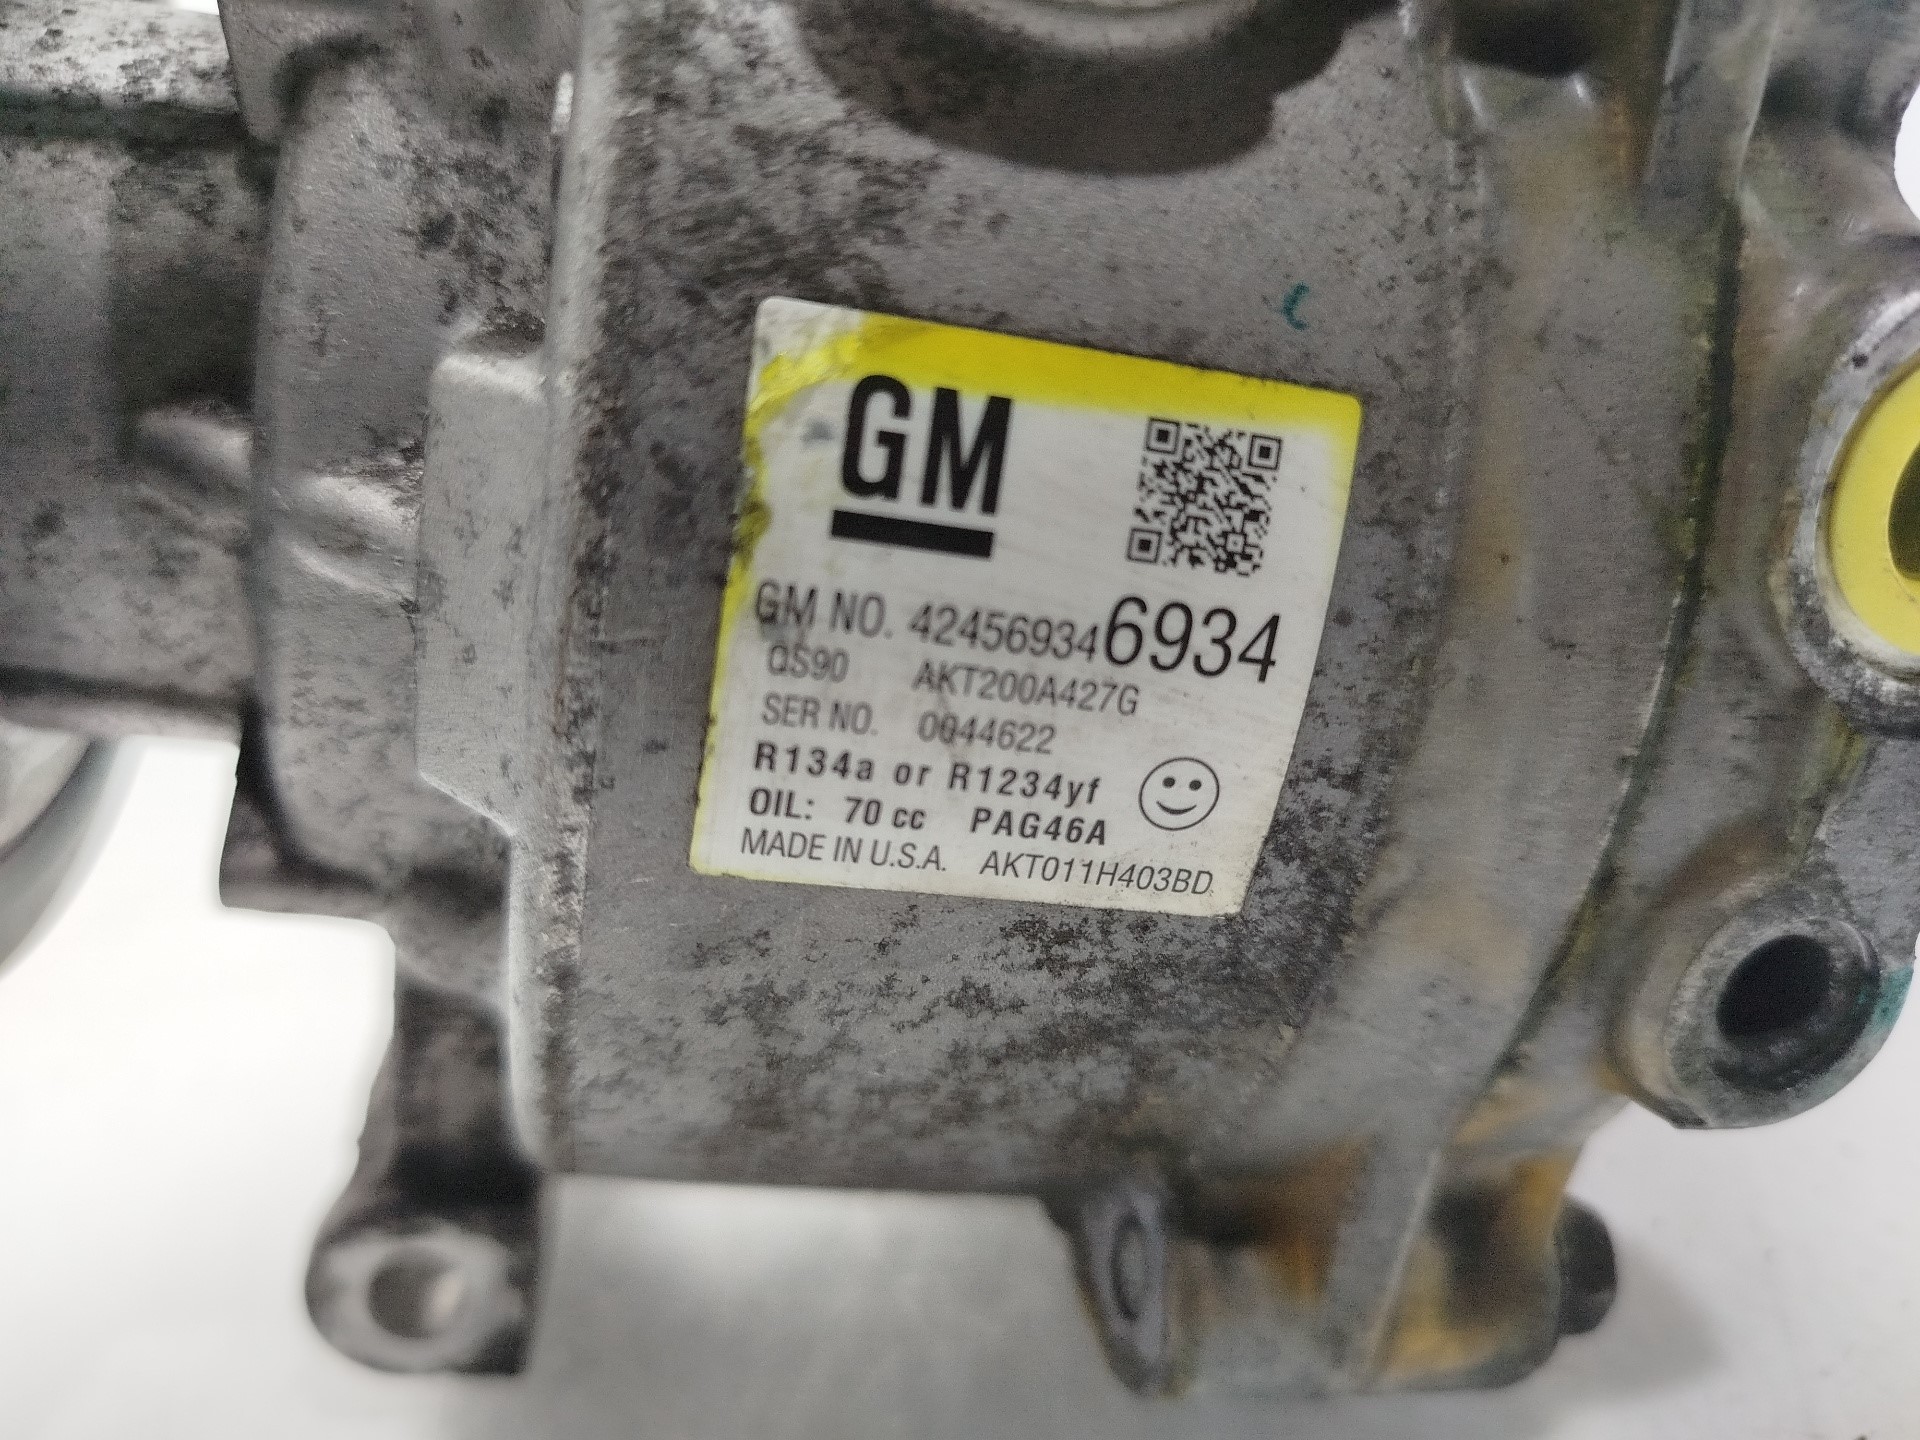 GM
GM NO. 42456934 6934
QS90 AKT200A427G
SER NO. 0044622
R134a or R1234yf
OIL: 70 cc PAG46A
MADE IN U.S.A. AKT011H403BD